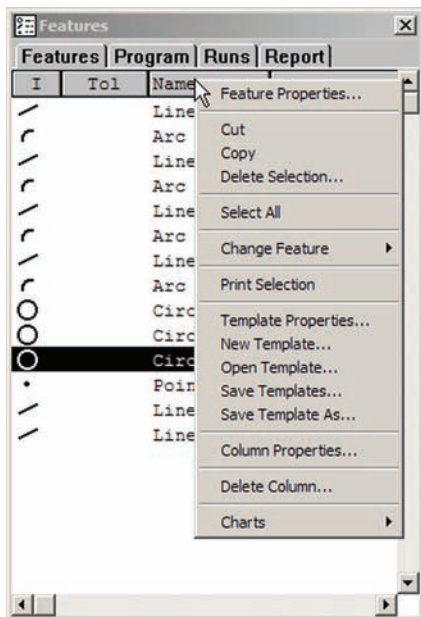 Features
Features Program Runs Report
I Tol Name
Line
Arc
Line
Arc
Line
Arc
Line
Arc
Circ
Circ
Circ
Poin
Line
Line
Feature Properties...
Cut
Copy
Delete Selection...
Select All
Change Feature
Print Selection
Template Properties...
New Template...
Open Template...
Save Templates...
Save Template As...
Column Properties...
Delete Column...
Charts